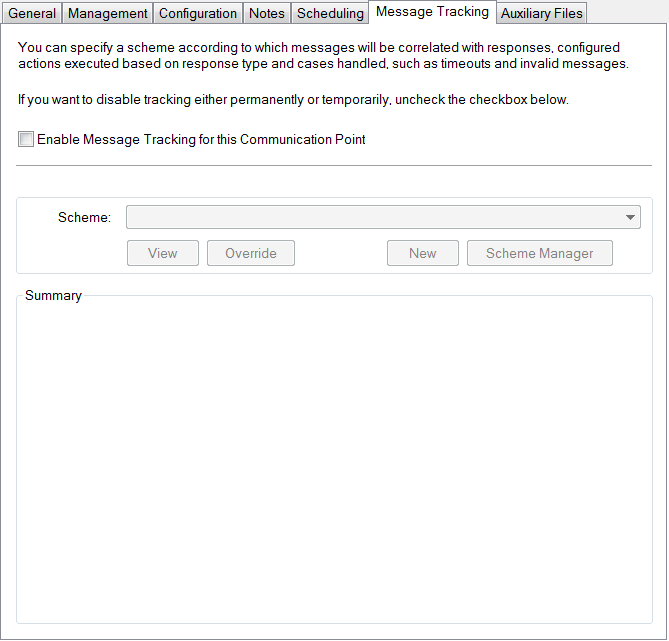 General Management Configuration Notes Scheduling Message Tracking Auxiliary Files
You can specify a scheme according to which messages will be correlated with responses, configured
actions executed based on response type and cases handled, such as timeouts and invalid messages.
If you want to disable tracking either permanently or temporarily, uncheck the checkbox below.
Enable Message Tracking for this Communication Point
Scheme:
View Override New Scheme Manager
Summary